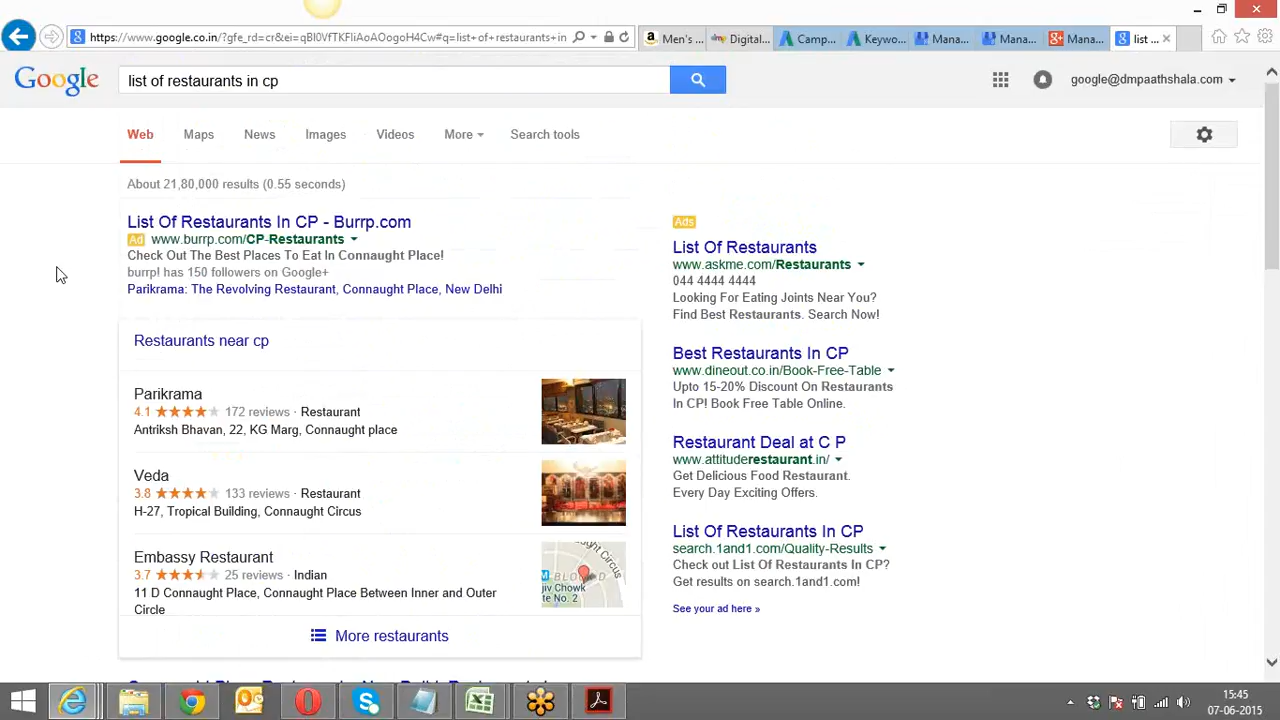 https://www.google.co.in/?gfe_rd=cr&ei=qBI0VfTKFIiAoAOogoH4Cw#q=list+of+restaurants+in
Men's ...
Digital...
Camp...
Keywo...
Mana...
Mana...
Mana...
list ...
Google
list of restaurants in cp
google@dmpaathshala.com
Web
Maps
News
Images
Videos
More
Search tools
About 21,80,000 results (0.55 seconds)
List Of Restaurants In CP - Burrp.com
Ad www.burrp.com/CP-Restaurants
Check Out The Best Places To Eat In Connaught Place!
burrp! has 150 followers on Google+
Parikrama: The Revolving Restaurant, Connaught Place, New Delhi
Restaurants near cp
Parikrama
4.1 172 reviews · Restaurant
Antriksh Bhavan, 22, KG Marg, Connaught place
Veda
3.8 133 reviews · Restaurant
H-27, Tropical Building, Connaught Circus
Embassy Restaurant
3.7 25 reviews · Indian
11 D Connaught Place, Connaught Place Between Inner and Outer
Circle
More restaurants
Ads
List Of Restaurants
www.askme.com/Restaurants
044 4444 4444
Looking For Eating Joints Near You?
Find Best Restaurants. Search Now!
Best Restaurants In CP
www.dineout.co.in/Book-Free-Table
Upto 15-20% Discount On Restaurants
In CP! Book Free Table Online.
Restaurant Deal at C P
www.attituderestaurant.in/
Get Delicious Food Restaurant.
Every Day Exciting Offers.
List Of Restaurants In CP
search.1and1.com/Quality-Results
Check out List Of Restaurants In CP?
Get results on search.1and1.com!
See your ad here »
15:45
07-06-2015